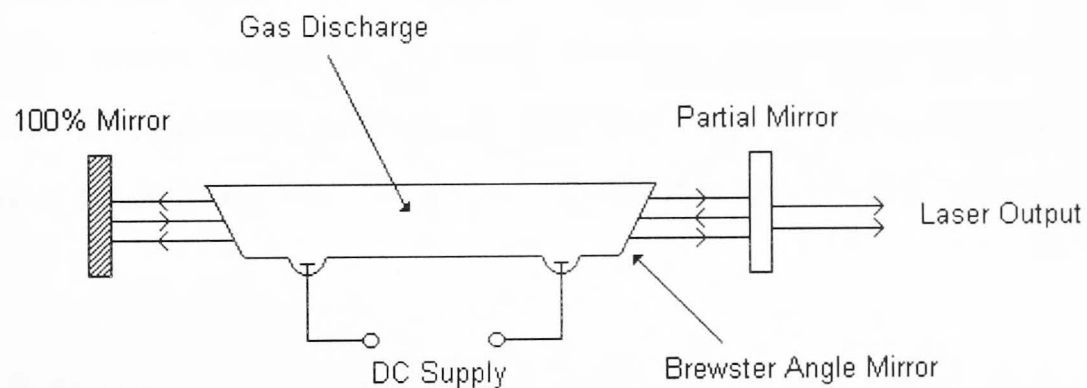 Gas Discharge
100% Mirror
Partial Mirror
Laser Output
DC Supply
Brewster Angle Mirror